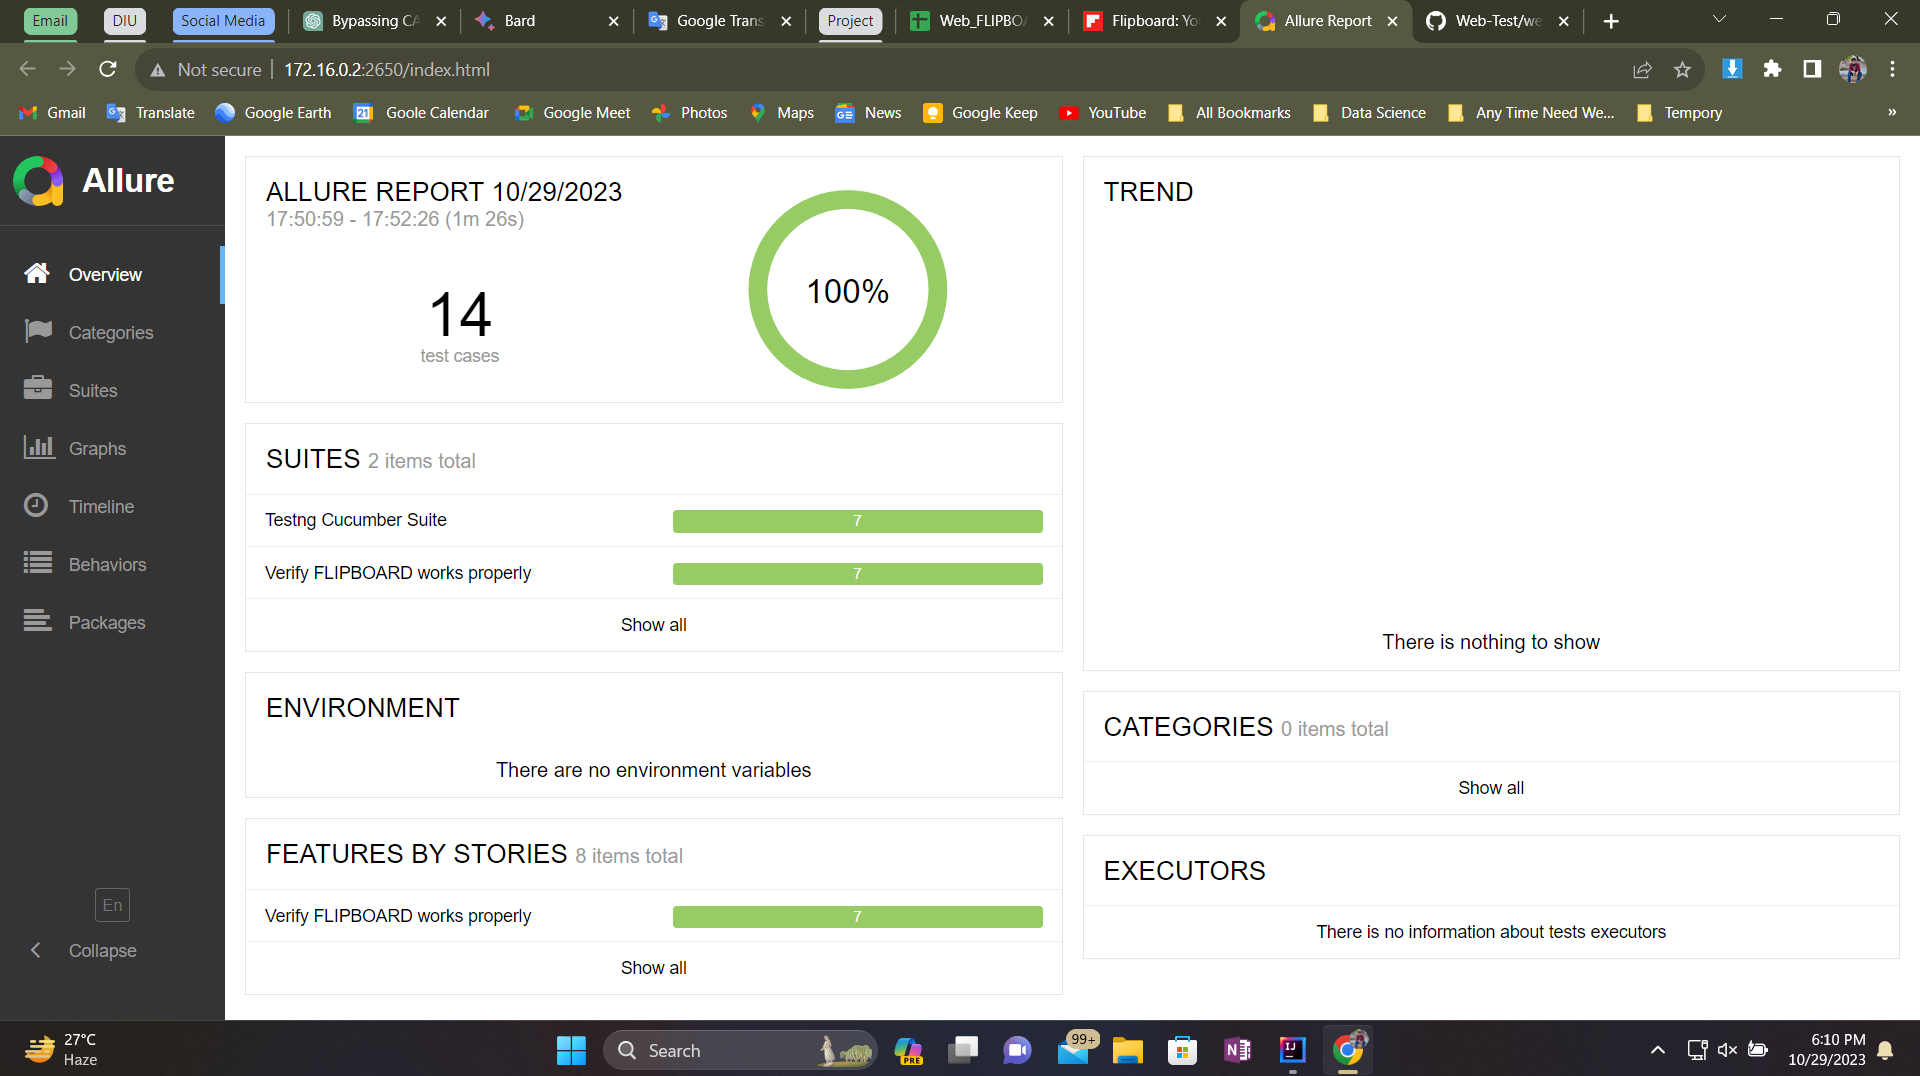 Email
DIU
Social Media
Bypassing CA
Bard
Google Trans
Project
Web_FLIPBOA
Flipboard: Yo
Allure Report
Web-Test/we
Not secure
172.16.0.2:2650/index.html
Gmail
Translate
Google Earth
Goole Calendar
Google Meet
Photos
Maps
News
Google Keep
YouTube
All Bookmarks
Data Science
Any Time Need We...
Tempory
»
Allure
Overview
Categories
Suites
Graphs
Timeline
Behaviors
Packages
En
Collapse
ALLURE REPORT 10/29/2023
17:50:59 - 17:52:26 (1m 26s)
14
test cases
100%
SUITES 2 items total
Testng Cucumber Suite
7
Verify FLIPBOARD works properly
7
Show all
ENVIRONMENT
There are no environment variables
FEATURES BY STORIES 8 items total
Verify FLIPBOARD works properly
7
Show all
TREND
There is nothing to show
CATEGORIES 0 items total
Show all
EXECUTORS
There is no information about tests executors
27°C
Haze
Search
PRE
99+
N
IJ
6:10 PM
10/29/2023